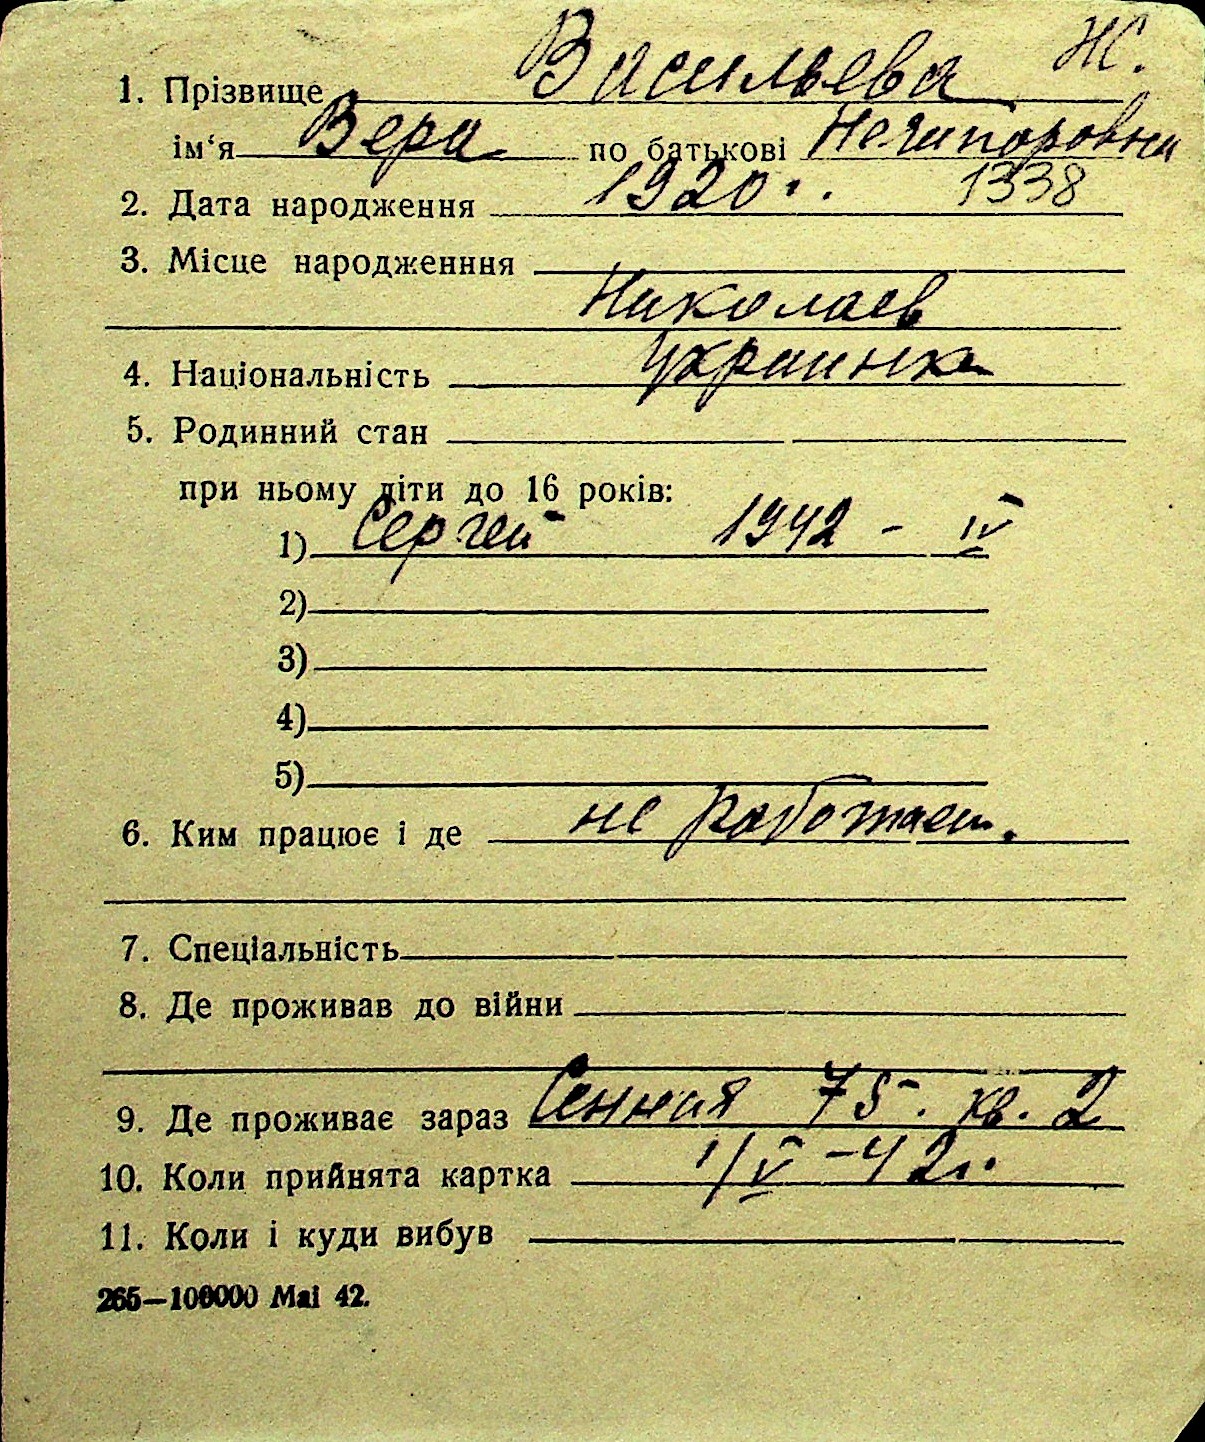 Ж.
1. Прізвище Васильева
ім‘я Вера по батькові Нечипоровна
2. Дата народження 1920 г. 1338
3. Місце народженння
Николаев
4. Національність Украинка
5. Родинний стан
при ньому діти до 16 років:
1) Сергей 1942 - IV
2)
3)
4)
5)
6. Ким працює і де не работает.
7. Спеціальність
8. Де проживав до війни
9. Де проживає зараз Сенная 75. кв. 2
10. Коли прийнята картка 1/V - 42 г.
11. Коли і куди вибув
265—100000 Mai 42.